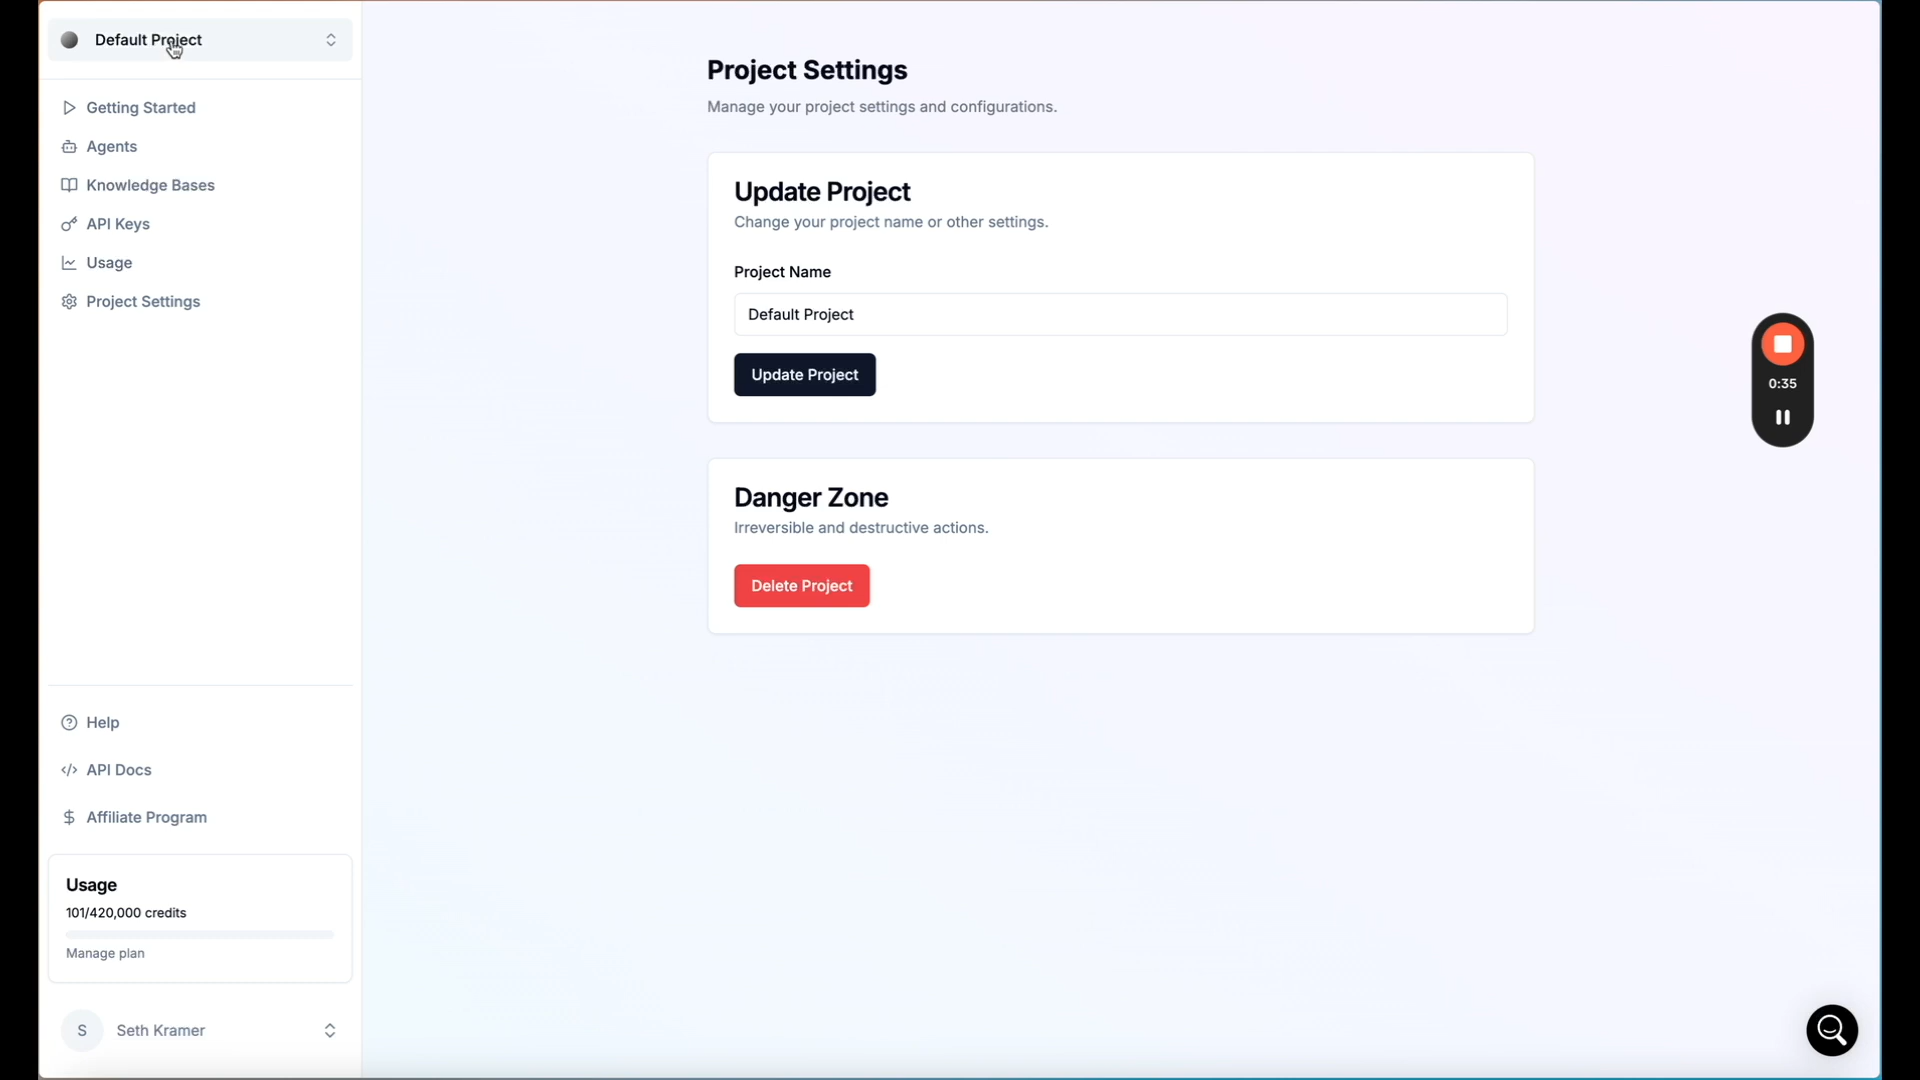 Default Project
Getting Started
Agents
Knowledge Bases
API Keys
Usage
Project Settings
Help
API Docs
Affiliate Program
Usage
101/420,000 credits
Manage plan
S
Seth Kramer
Project Settings
Manage your project settings and configurations.
Update Project
Change your project name or other settings.
Project Name
Default Project
Update Project
Danger Zone
Irreversible and destructive actions.
Delete Project
0:35